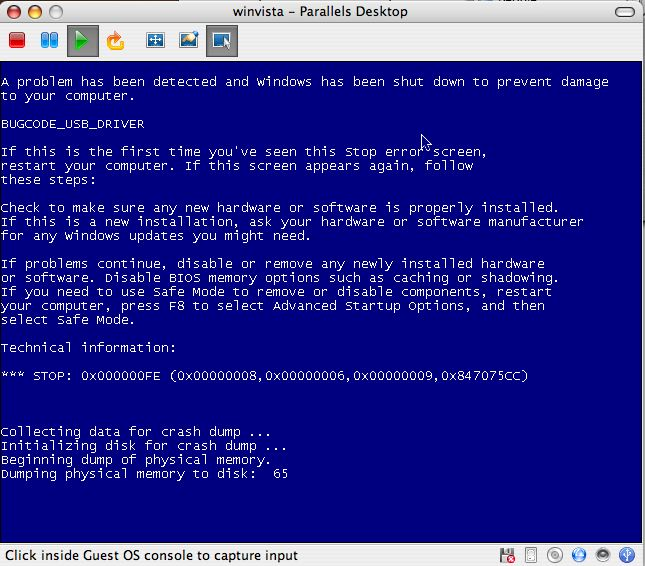 winvista - Parallels Desktop
A problem has been detected and Windows has been shut down to prevent damage
to your computer.
BUGCODE_USB_DRIVER
If this is the first time you've seen this Stop error screen,
restart your computer. If this screen appears again, follow
these steps:
Check to make sure any new hardware or software is properly installed.
If this is a new installation, ask your hardware or software manufacturer
for any Windows updates you might need.
If problems continue, disable or remove any newly installed hardware
or software. Disable BIOS memory options such as caching or shadowing.
If you need to use Safe Mode to remove or disable components, restart
your computer, press F8 to select Advanced Startup Options, and then
select Safe Mode.
Technical information:
*** STOP: 0x000000FE (0x00000008,0x00000006,0x00000009,0x847075CC)
Collecting data for crash dump ...
Initializing disk for crash dump ...
Beginning dump of physical memory.
Dumping physical memory to disk:  65
Click inside Guest OS console to capture input